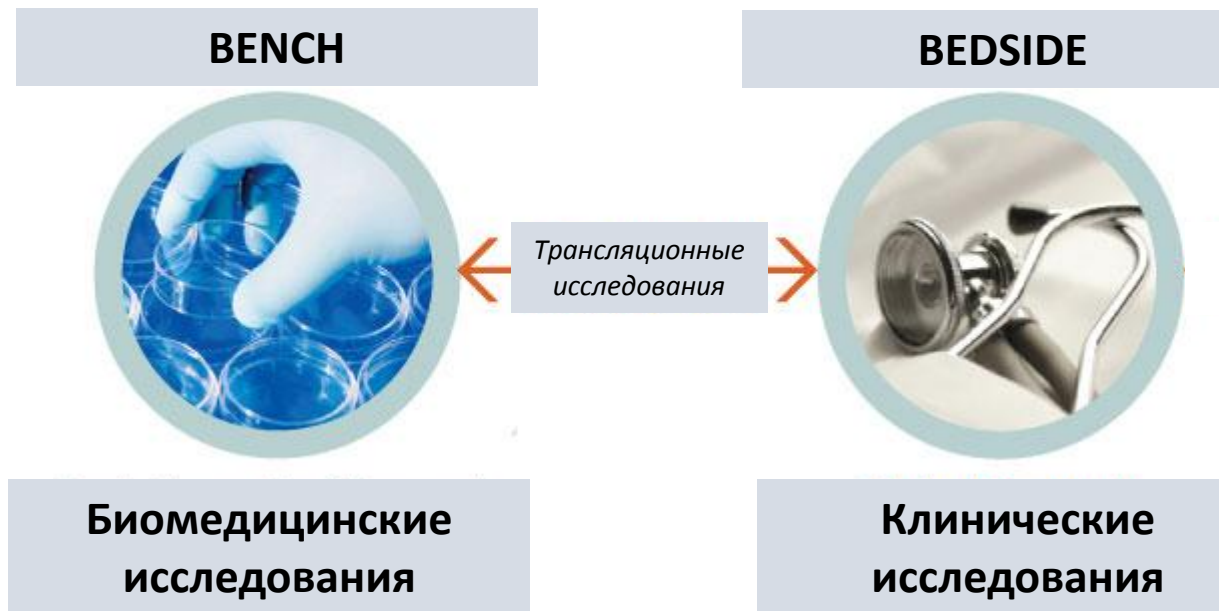 BENCH
BEDSIDE
Трансляционные
исследования
Биомедицинские
исследования
Клинические
исследования